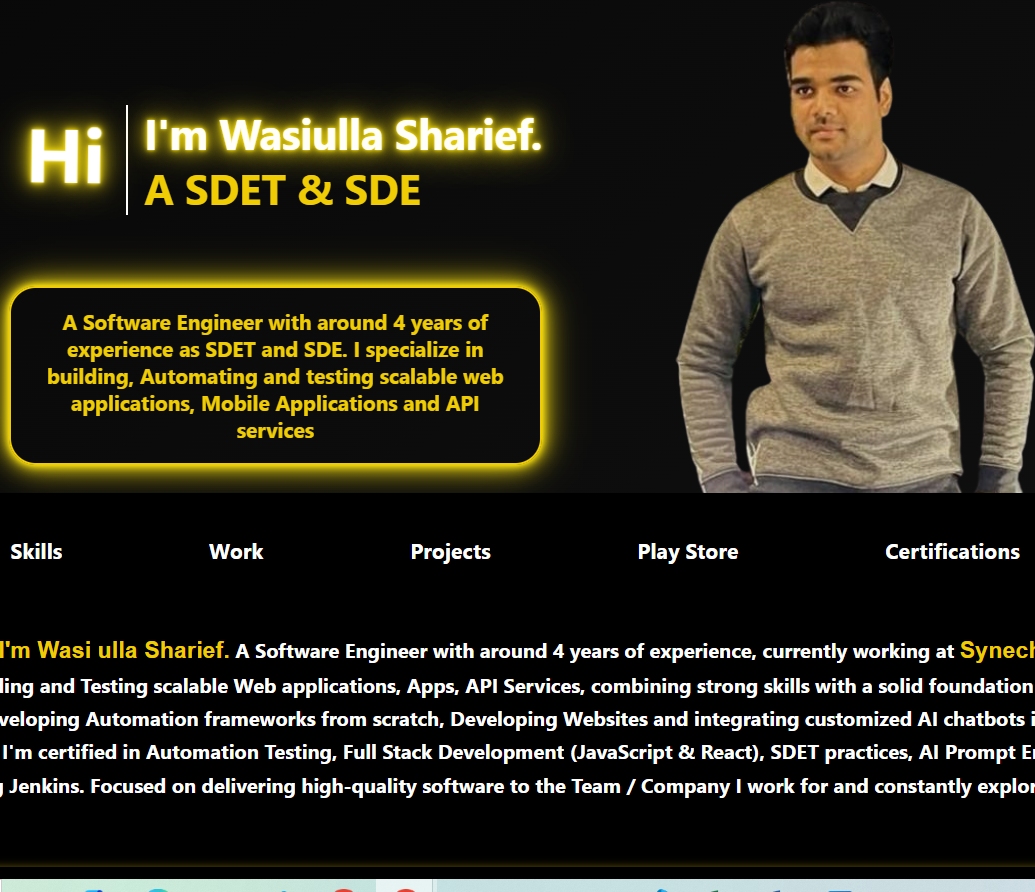 Hi
I'm Wasiulla Sharief.
A SDET & SDE
A Software Engineer with around 4 years of
experience as SDET and SDE. I specialize in
building, Automating and testing scalable web
applications, Mobile Applications and API
services
Skills Work Projects Play Store Certifications
I'm Wasi ulla Sharief. A Software Engineer with around 4 years of experience, currently working at
and Testing scalable Web applications, Apps, API Services, combining strong skills with a solid foundation
Automation frameworks from scratch, Developing Websites and integrating customized AI chatbots
I'm certified in Automation Testing, Full Stack Development (JavaScript & React), SDET practices, AI Prompt
Jenkins. Focused on delivering high-quality software to the Team / Company I work for and constantly